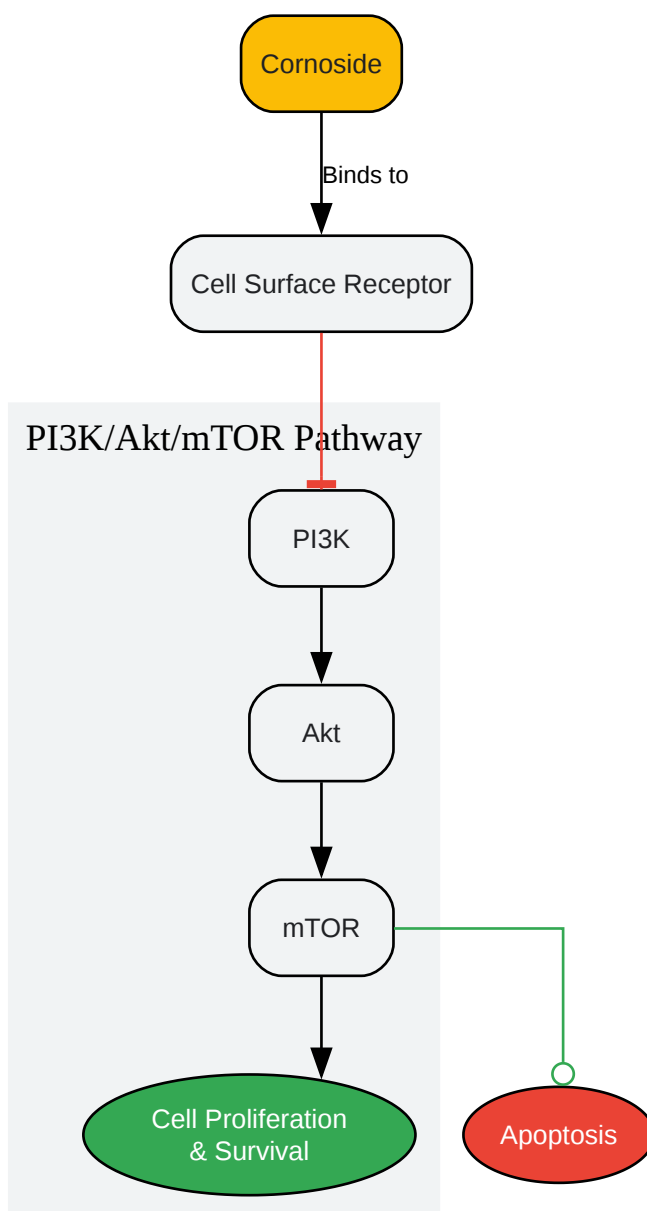 Cornoside
Binds to
Cell Surface Receptor
PI3K/Akt/mTOR Pathway
PI3K
Akt
mTOR
Cell Proliferation
& Survival
Apoptosis